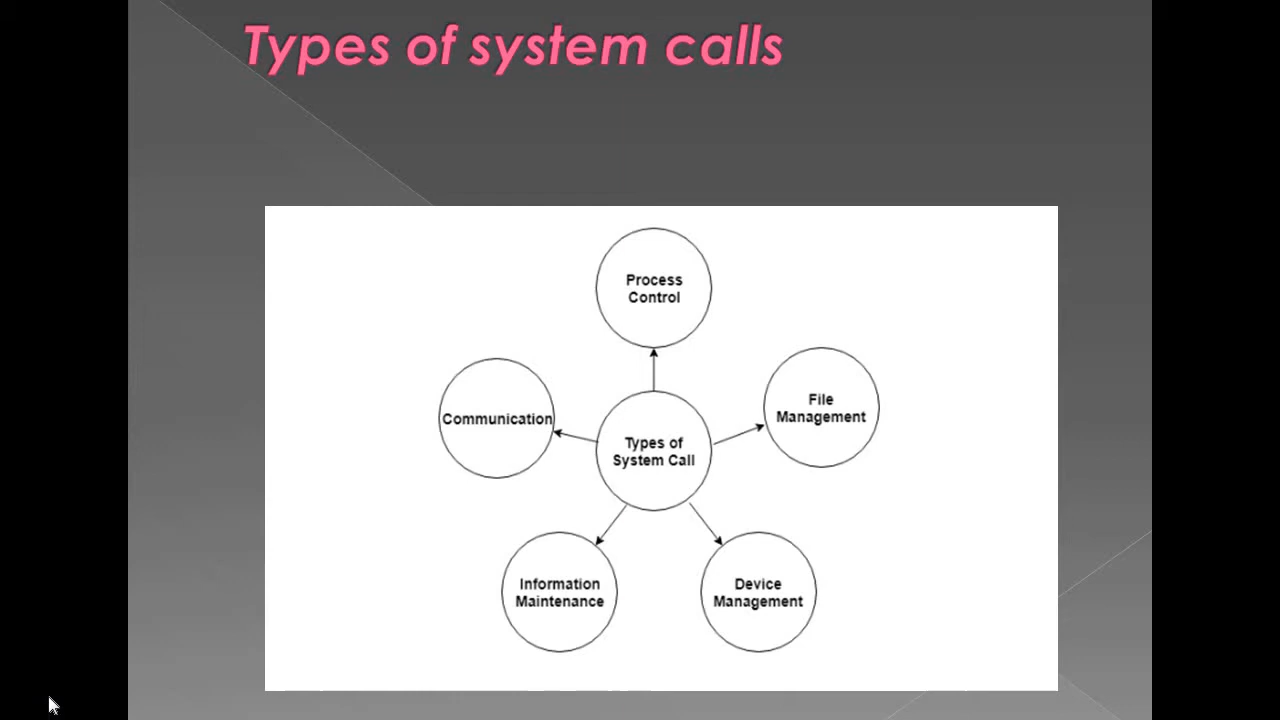 Types of system calls
Process
Control
File
Management
Communication
Types of
System Call
Information
Maintenance
Device
Management